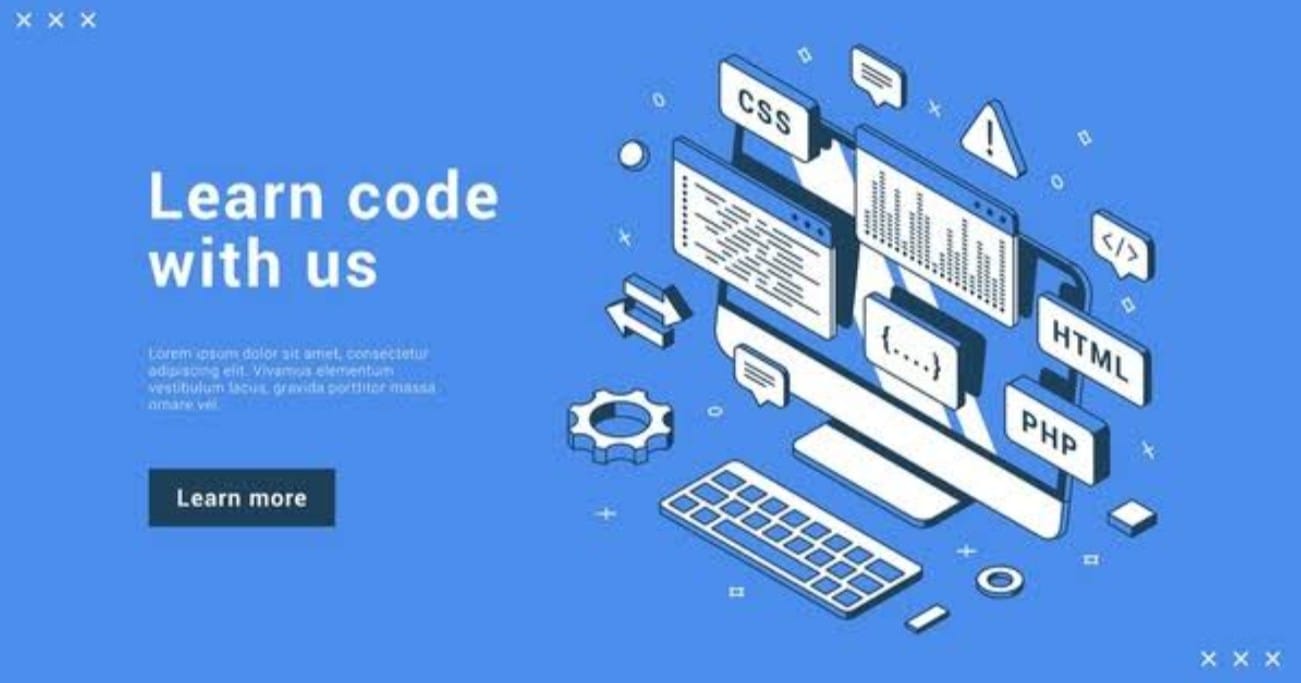 × × ×
CSS
</>
Learn code
with us
HTML
{....}
PHP
Lorem ipsum dolor sit amet, consectetur
adipiscing elit. Vivamus elementum
vestibulum lacus, gravida porttitor massa
ornare vel.
Learn more
× × ×